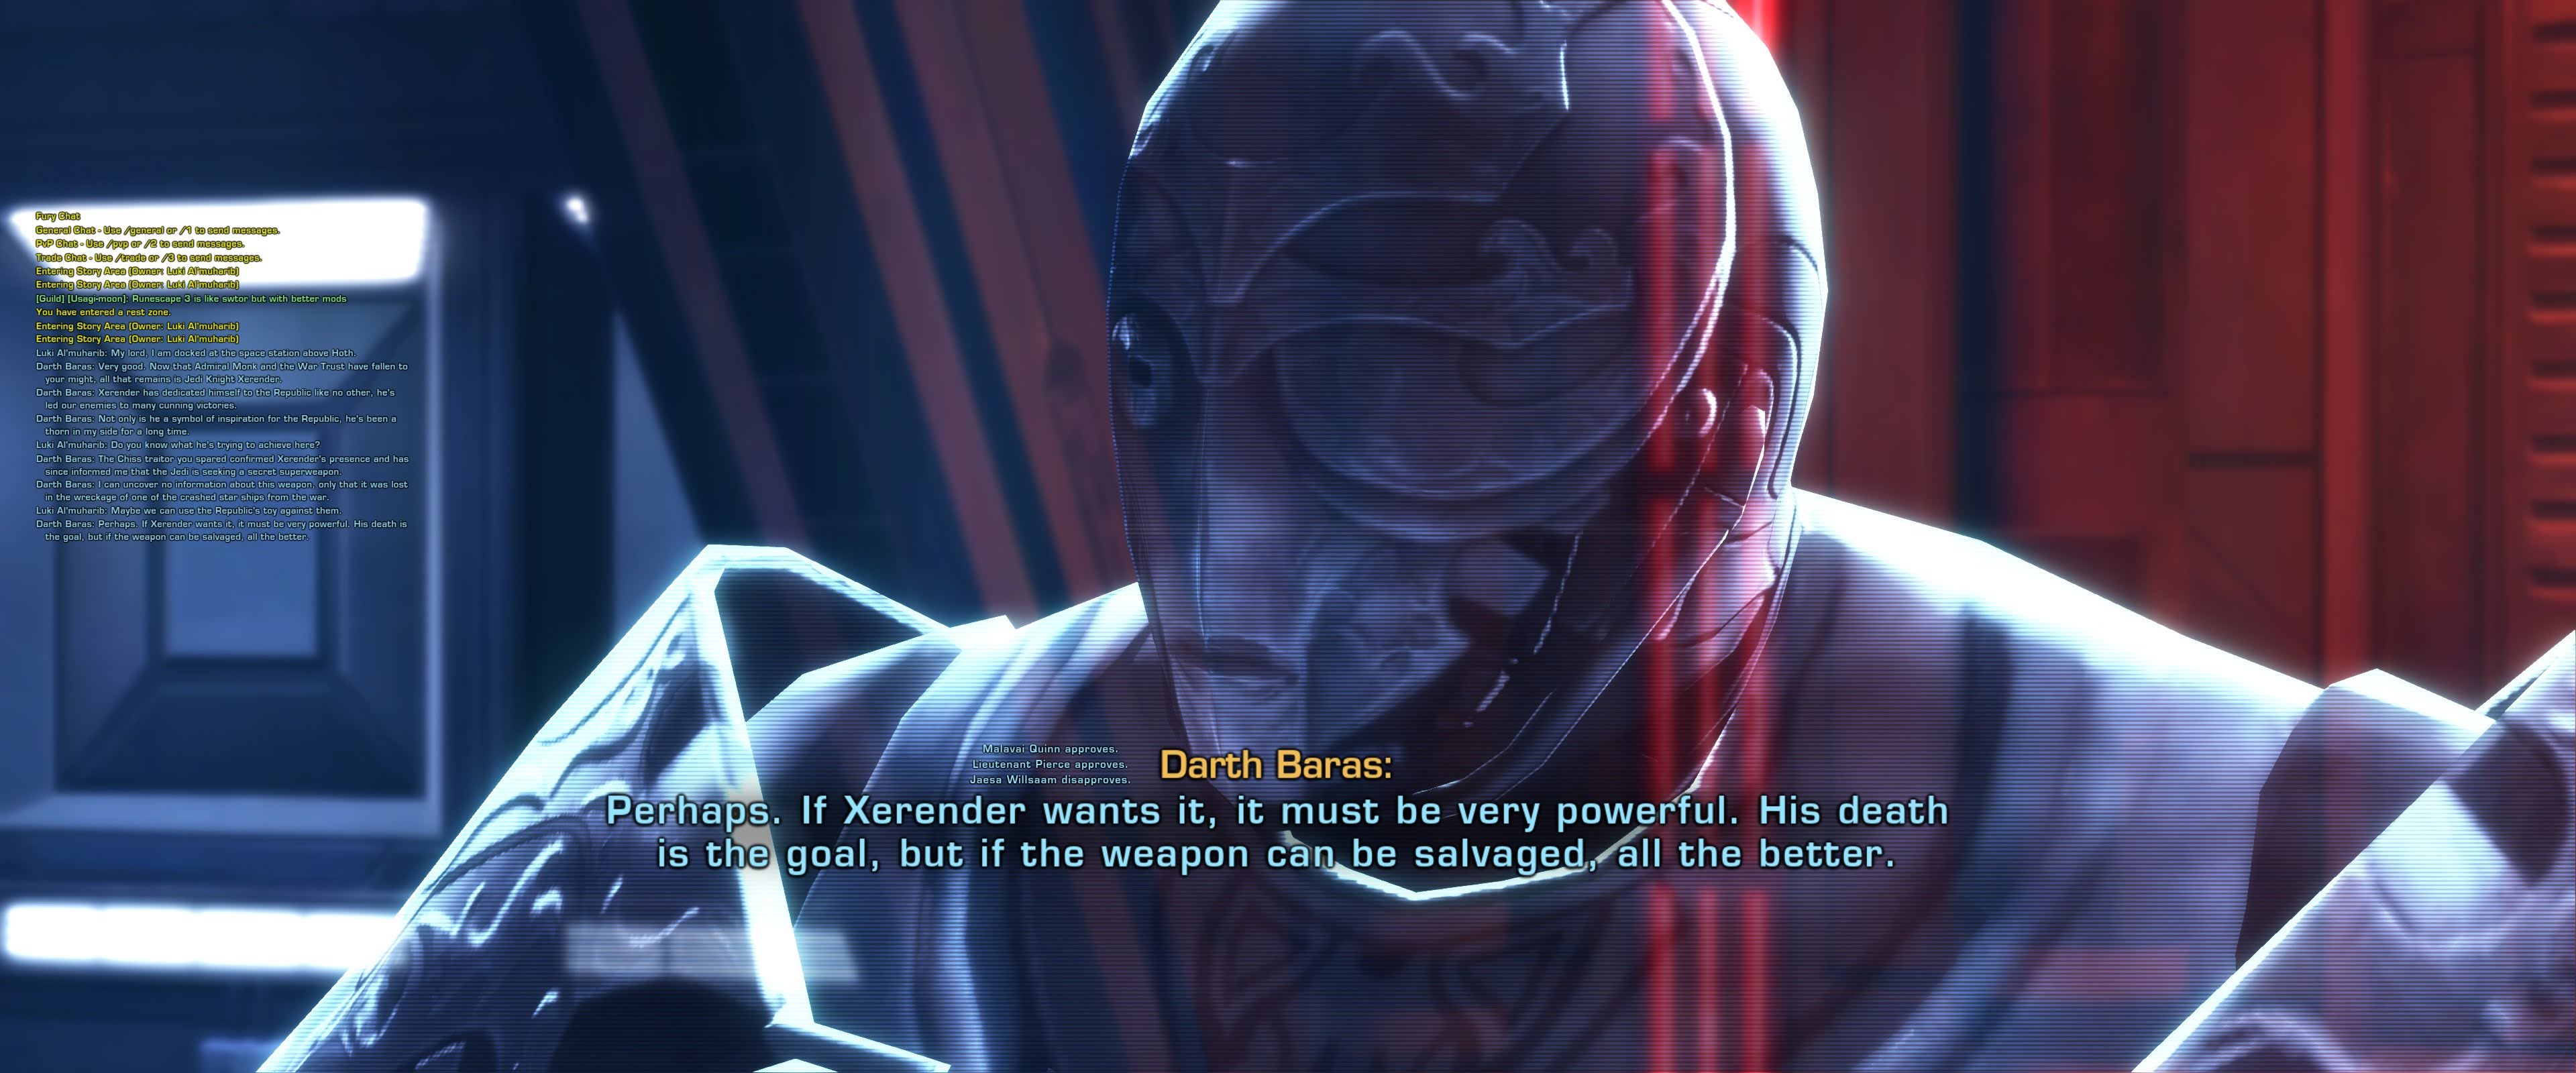 Fury Chat
General Chat - Use /general or /1 to send messages.
PvP Chat - Use /pvp or /2 to send messages.
Trade Chat - Use /trade or /3 to send messages.
Entering Story Area (Owner: Luki Al'muharib)
Entering Story Area (Owner: Luki Al'muharib)
[Guild] [Usagi-moon]: Runescape 3 is like swtor but with better mods
You have entered a rest zone.
Entering Story Area (Owner: Luki Al'muharib)
Entering Story Area (Owner: Luki Al'muharib)
Luki Al'muharib: My lord, I am docked at the space station above Hoth.
Darth Baras: Very good. Now that Admiral Monk and the War Trust have fallen to
your might, all that remains is Jedi Knight Xerender.
Darth Baras: Xerender has dedicated himself to the Republic like no other, he's
led our enemies to many cunning victories.
Darth Baras: Not only is he a symbol of inspiration for the Republic, he's been a
thorn in my side for a long time.
Luki Al'muharib: Do you know what he's trying to achieve here?
Darth Baras: The Chiss traitor you spared confirmed Xerender's presence and has
since informed me that the Jedi is seeking a secret superweapon.
Darth Baras: I can uncover no information about this weapon, only that it was lost
in the wreckage of one of the crashed star ships from the war.
Luki Al'muharib: Maybe we can use the Republic's toy against them.
Darth Baras: Perhaps. If Xerender wants it, it must be very powerful. His death is
the goal, but if the weapon can be salvaged, all the better.
Malavai Quinn approves.
Lieutenant Pierce approves.
Jaesa Willsaam disapproves.
Darth Baras:
Perhaps. If Xerender wants it, it must be very powerful. His death
is the goal, but if the weapon can be salvaged, all the better.